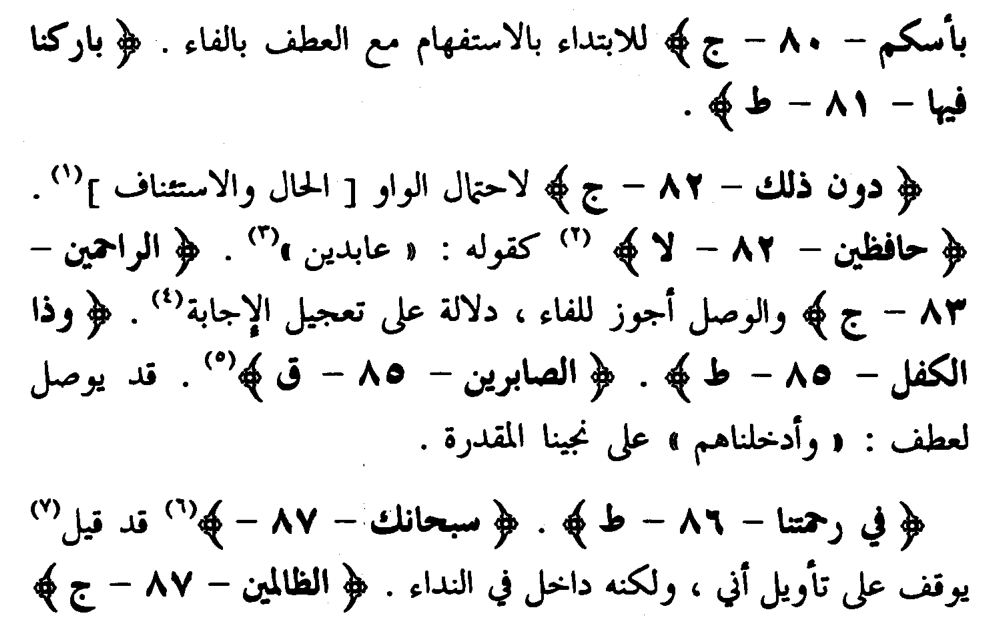 بأسكم – ٨٠ – ج ﴾ للابتداء بالاستفهام مع العطف بالفاء . ﴿ باركنا
فيها – ٨١ – ط ﴾ .
﴿ دون ذلك – ٨٢ – ج ﴾ لاحتمال الواو [ الحال والاستئناف ](١) .
﴿ حافظين – ٨٢ – لا ﴾ (٢) كقوله : « عابدين »(٣) . ﴿ الراحمين –
٨٣ – ج ﴾ والوصل أجوز للفاء ، دلالة على تعجيل الإجابة(٤) . ﴿ وذا
الكفل – ٨٥ – ط ﴾ . ﴿ الصابرين – ٨٥ – ق ﴾(٥) . قد يوصل
لعطف : « وأدخلناهم » على نجينا المقدرة .
﴿ في رحمتنا – ٨٦ – ط ﴾ . ﴿ سبحانك – ٨٧ – ﴾(٦) قد قيل(٧)
يوقف على تأويل أني ، ولكنه داخل في النداء . ﴿ الظالمين – ٨٧ – ج ﴾